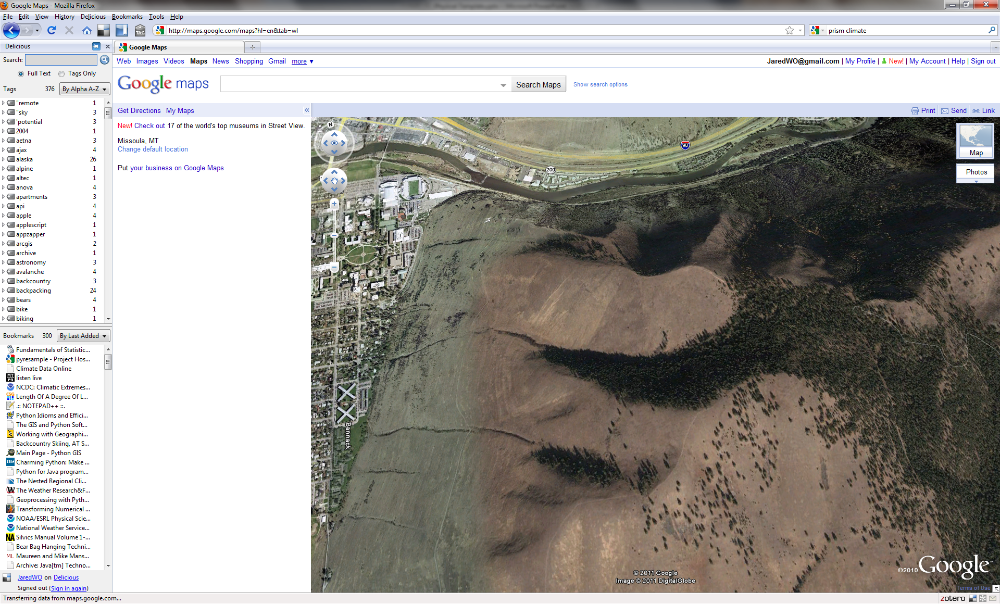 Google Maps - Mozilla Firefox
File Edit View History Delicious Bookmarks Tools Help
TAG
http://maps.google.com/maps?hl=en&tab=wl
prism climate
Delicious
Google Maps
Search:
Full Text Tags Only
Tags 376 By Alpha A-Z
"remote 1
"sky 3
'potential 3
2004 1
aetna 3
ajax 4
alaska 26
alpine 1
altec 1
anova 4
apartments 3
api 4
apple 4
applescript 1
appzapper 1
arcgis 2
archive 1
astronomy 3
avalanche 4
backcountry 3
backpacking 24
bears 4
bike 1
biking 1
Bookmarks 300 By Last Added
Fundamentals of Statistic...
pyresample - Project Hos...
Climate Data Online
MT PR listen live
NCDC: Climatic Extremes...
CSG Length Of A Degree Of L...
.:: NOTEPAD++ ::.
Python Idioms and Effici...
The GIS and Python Soft...
Working with Geographi...
Backcountry Skiing, AT S...
Main Page - Python GIS
IBM Charming Python: Make ...
Python for Java program...
The Nested Regional Cli...
W The Weather Research&F...
Geoprocessing with Pyth...
Transforming Numerical ...
NOAA/ESRL Physical Scie...
National Weather Service...
NA Silvics Manual Volume 1-...
Bear Bag Hanging Techni...
ML Maureen and Mike Mans...
Archive: Java[tm] Techno...
JaredWO on Delicious
Signed out (Sign in again)
Web Images Videos Maps News Shopping Gmail more ▼
JaredWO@gmail.com | My Profile | New! | My Account | Help | Sign out
Google maps
Search Maps
Show search options
Get Directions My Maps «
Print Send Link
New! Check out 17 of the world's top museums in Street View.
Missoula, MT
Change default location
Put your business on Google Maps
N
90
200
Map
Photos
Bannack
© 2011 Google
Image © 2011 DigitalGlobe
©2010 Google™
Terms of Use
Transferring data from maps.google.com...
zotero